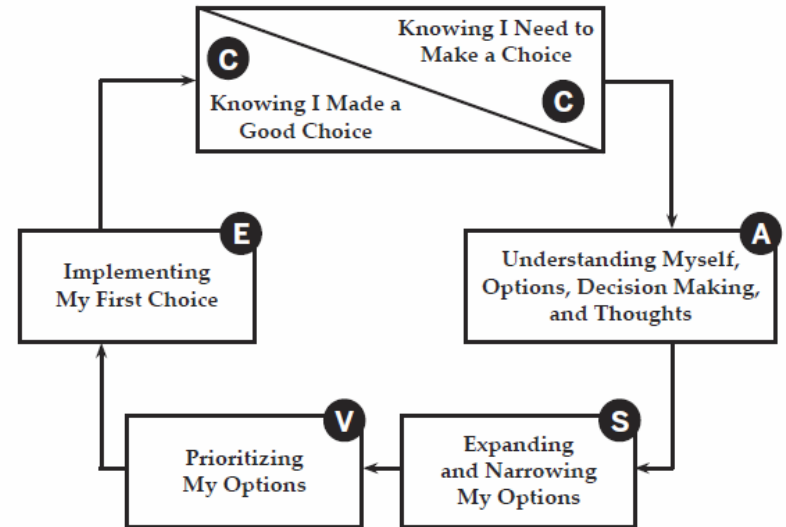 Knowing I Need to
Make a Choice
C
C
Knowing I Made a
Good Choice
A
Understanding Myself,
Options, Decision Making,
and Thoughts
S
Expanding
and Narrowing
My Options
V
Prioritizing
My Options
E
Implementing
My First Choice